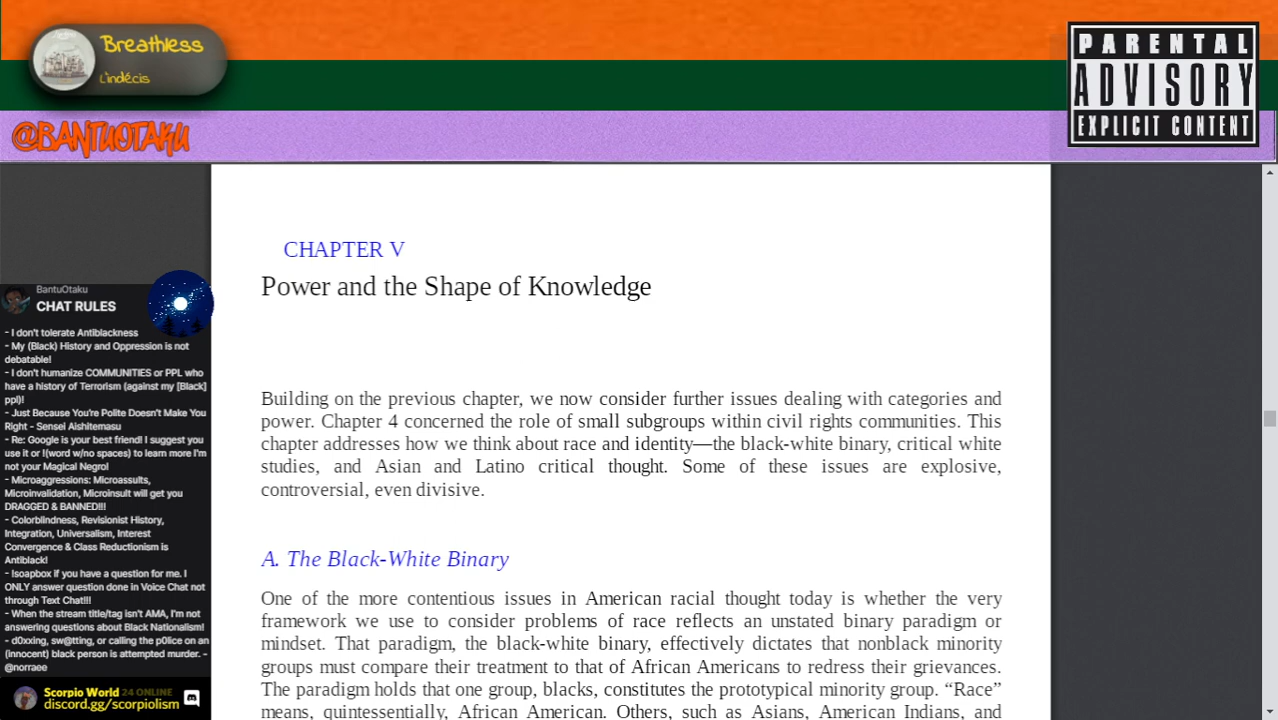 Breathless
L'indécis
PARENTAL
ADVISORY
EXPLICIT CONTENT
@BANTUOTAKU
CHAPTER V
Power and the Shape of Knowledge
Building on the previous chapter, we now consider further issues dealing with categories and
power. Chapter 4 concerned the role of small subgroups within civil rights communities. This
chapter addresses how we think about race and identity—the black-white binary, critical white
studies, and Asian and Latino critical thought. Some of these issues are explosive,
controversial, even divisive.
A. The Black-White Binary
One of the more contentious issues in American racial thought today is whether the very
framework we use to consider problems of race reflects an unstated binary paradigm or
mindset. That paradigm, the black-white binary, effectively dictates that nonblack minority
groups must compare their treatment to that of African Americans to redress their grievances.
The paradigm holds that one group, blacks, constitutes the prototypical minority group. “Race”
means, quintessentially, African American. Others, such as Asians, American Indians, and
BantuOtaku
CHAT RULES
- I don't tolerate Antiblackness
- My (Black) History and Oppression is not
debatable!
- I don't humanize COMMUNITIES or PPL who
have a history of Terrorism (against my [Black]
ppl)!
- Just Because You're Polite Doesn't Make You
Right - Sensei Aishitemasu
- Re: Google is your best friend! I suggest you
use it or !(word w/no spaces) to learn more I'm
not your Magical Negro!
- Microaggressions: Microassults,
Microinvalidation, Microinsult will get you
DRAGGED & BANNED!!!
- Colorblindness, Revisionist History,
Integration, Universalism, Interest
Convergence & Class Reductionism is
Antiblack!
- !soapbox if you have a question for me. I
ONLY answer question done in Voice Chat not
through Text Chat!!!
- When the stream title/tag isn't AMA, I'm not
answering questions about Black Nationalism!
- d0xxing, sw@tting, or calling the p0lice on an
(innocent) black person is attempted murder. -
@norraee
Scorpio World 24 ONLINE
discord.gg/scorpiolism